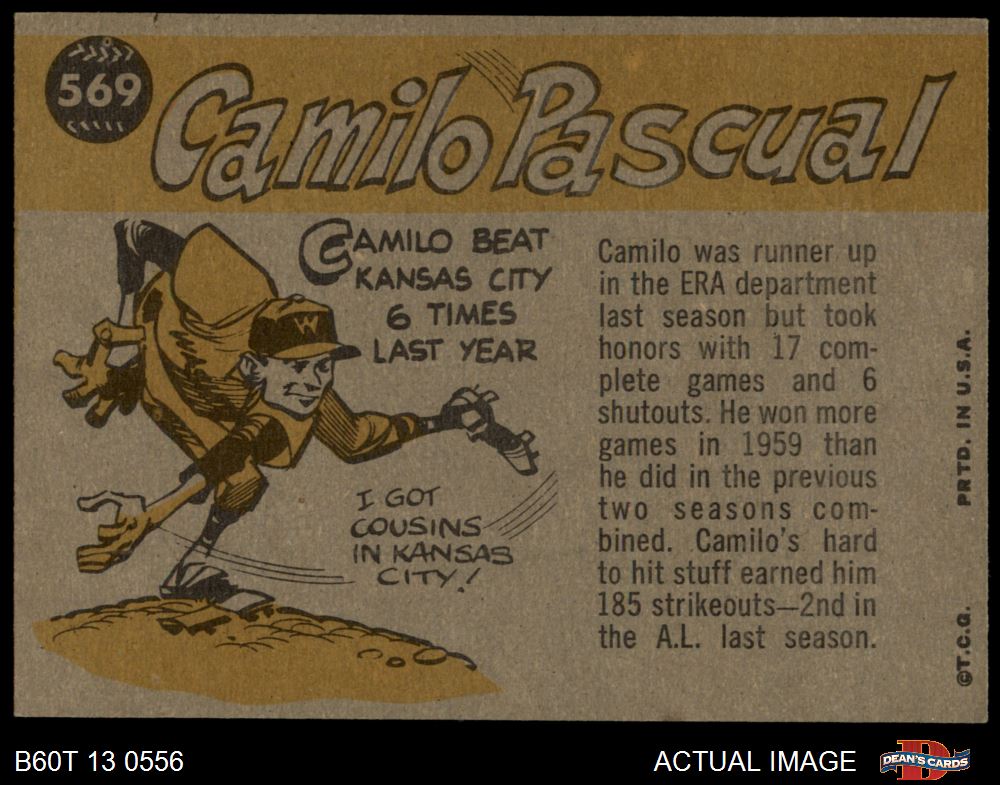 569
Camilo Pascual
CAMILO BEAT
KANSAS CITY
6 TIMES
LAST YEAR
W
I GOT
COUSINS
IN KANSAS
CITY!
Camilo was runner up
in the ERA department
last season but took
honors with 17 com-
plete games and 6
shutouts. He won more
games in 1959 than
he did in the previous
two seasons com-
bined. Camilo's hard
to hit stuff earned him
185 strikeouts—2nd in
the A.L. last season.
©T.C.G. PRTD. IN U.S.A.
B60T 13 0556
ACTUAL IMAGE
D
DEAN'S CARDS